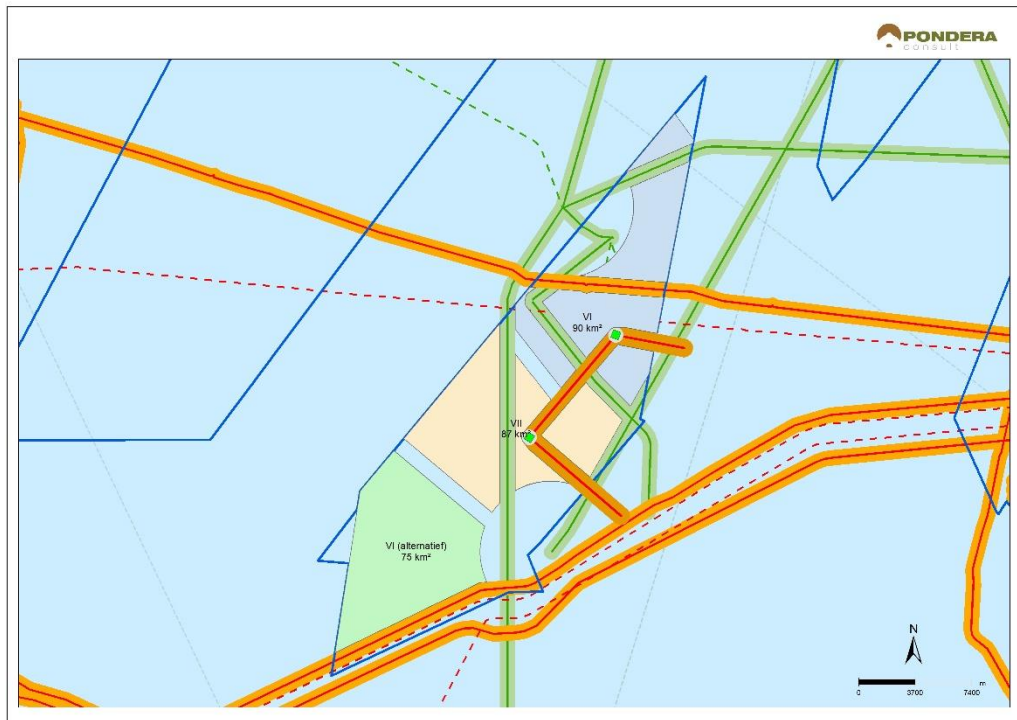 PONDERA
consult
VI
90 km²
VII
87 km²
VI (alternatief)
75 km²
N
0 3700 7400 m